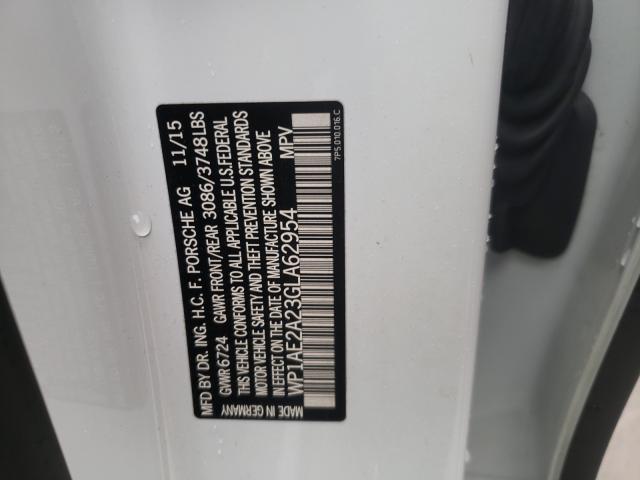 MFD BY DR. ING. H.C. F. PORSCHE AG 11/15
GVWR 6724 GAWR FRONT/REAR 3086/3748LBS
THIS VEHICLE CONFORMS TO ALL APPLICABLE U.S.FEDERAL
MOTOR VEHICLE SAFETY AND THEFT PREVENTION STANDARDS
IN EFFECT ON THE DATE OF MANUFACTURE SHOWN ABOVE
WP1AE2A23GLA62954 MPV
MADE IN GERMANY
7P5.010.016.C